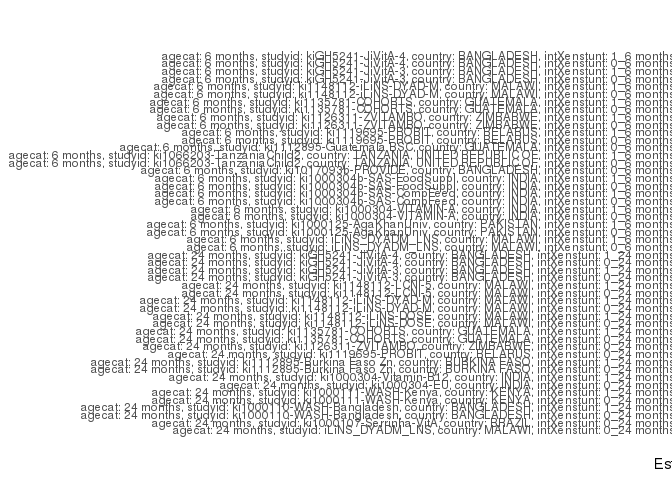 agecat: 6 months, studyid: kiGH5241-JiVitA-4, country: BANGLADESH, intXenstunt: 1_6 months
agecat: 6 months, studyid: kiGH5241-JiVitA-4, country: BANGLADESH, intXenstunt: 0_6 months
agecat: 6 months, studyid: kiGH5241-JiVitA-3, country: BANGLADESH, intXenstunt: 1_6 months
agecat: 6 months, studyid: kiGH5241-JiVitA-3, country: BANGLADESH, intXenstunt: 0_6 months
agecat: 6 months, studyid: ki1148112-iLiNS-DYAD-M, country: MALAWI, intXenstunt: 1_6 months
agecat: 6 months, studyid: ki1148112-iLiNS-DYAD-M, country: MALAWI, intXenstunt: 0_6 months
agecat: 6 months, studyid: ki1135781-COHORTS, country: GUATEMALA, intXenstunt: 1_6 months
agecat: 6 months, studyid: ki1135781-COHORTS, country: GUATEMALA, intXenstunt: 0_6 months
agecat: 6 months, studyid: ki1126311-ZVITAMBO, country: ZIMBABWE, intXenstunt: 1_6 months
agecat: 6 months, studyid: ki1126311-ZVITAMBO, country: ZIMBABWE, intXenstunt: 0_6 months
agecat: 6 months, studyid: ki1119695-PROBIT, country: BELARUS, intXenstunt: 1_6 months
agecat: 6 months, studyid: ki1119695-PROBIT, country: BELARUS, intXenstunt: 0_6 months
agecat: 6 months, studyid: ki1112895-Guatemala BSC, country: GUATEMALA, intXenstunt: 0_6 months
agecat: 6 months, studyid: ki1066203-TanzaniaChild2, country: TANZANIA, UNITED REPUBLIC OF, intXenstunt: 1_6 months
agecat: 6 months, studyid: ki1066203-TanzaniaChild2, country: TANZANIA, UNITED REPUBLIC OF, intXenstunt: 0_6 months
agecat: 6 months, studyid: ki1017093b-PROVIDE, country: BANGLADESH, intXenstunt: 0_6 months
agecat: 6 months, studyid: ki1000304b-SAS-FoodSuppl, country: INDIA, intXenstunt: 1_6 months
agecat: 6 months, studyid: ki1000304b-SAS-FoodSuppl, country: INDIA, intXenstunt: 0_6 months
agecat: 6 months, studyid: ki1000304b-SAS-CompFeed, country: INDIA, intXenstunt: 1_6 months
agecat: 6 months, studyid: ki1000304b-SAS-CompFeed, country: INDIA, intXenstunt: 0_6 months
agecat: 6 months, studyid: ki1000304-VITAMIN-A, country: INDIA, intXenstunt: 1_6 months
agecat: 6 months, studyid: ki1000304-VITAMIN-A, country: INDIA, intXenstunt: 0_6 months
agecat: 6 months, studyid: ki1000125-AgaKhanUniv, country: PAKISTAN, intXenstunt: 1_6 months
agecat: 6 months, studyid: ki1000125-AgaKhanUniv, country: PAKISTAN, intXenstunt: 0_6 months
agecat: 6 months, studyid: iLiNS_DYADM_LNS, country: MALAWI, intXenstunt: 1_6 months
agecat: 6 months, studyid: iLiNS_DYADM_LNS, country: MALAWI, intXenstunt: 0_6 months
agecat: 24 months, studyid: kiGH5241-JiVitA-4, country: BANGLADESH, intXenstunt: 1_24 months
agecat: 24 months, studyid: kiGH5241-JiVitA-4, country: BANGLADESH, intXenstunt: 0_24 months
agecat: 24 months, studyid: kiGH5241-JiVitA-3, country: BANGLADESH, intXenstunt: 1_24 months
agecat: 24 months, studyid: kiGH5241-JiVitA-3, country: BANGLADESH, intXenstunt: 0_24 months
agecat: 24 months, studyid: ki1148112-LCNI-5, country: MALAWI, intXenstunt: 1_24 months
agecat: 24 months, studyid: ki1148112-LCNI-5, country: MALAWI, intXenstunt: 0_24 months
agecat: 24 months, studyid: ki1148112-iLiNS-DYAD-M, country: MALAWI, intXenstunt: 1_24 months
agecat: 24 months, studyid: ki1148112-iLiNS-DYAD-M, country: MALAWI, intXenstunt: 0_24 months
agecat: 24 months, studyid: ki1148112-iLiNS-DOSE, country: MALAWI, intXenstunt: 1_24 months
agecat: 24 months, studyid: ki1148112-iLiNS-DOSE, country: MALAWI, intXenstunt: 0_24 months
agecat: 24 months, studyid: ki1135781-COHORTS, country: GUATEMALA, intXenstunt: 1_24 months
agecat: 24 months, studyid: ki1135781-COHORTS, country: GUATEMALA, intXenstunt: 0_24 months
agecat: 24 months, studyid: ki1126311-ZVITAMBO, country: ZIMBABWE, intXenstunt: 0_24 months
agecat: 24 months, studyid: ki1119695-PROBIT, country: BELARUS, intXenstunt: 0_24 months
agecat: 24 months, studyid: ki1112895-Burkina Faso Zn, country: BURKINA FASO, intXenstunt: 1_24 months
agecat: 24 months, studyid: ki1112895-Burkina Faso Zn, country: BURKINA FASO, intXenstunt: 0_24 months
agecat: 24 months, studyid: ki1000304-Vitamin-B12, country: INDIA, intXenstunt: 0_24 months
agecat: 24 months, studyid: ki1000304-EU, country: INDIA, intXenstunt: 0_24 months
agecat: 24 months, studyid: ki1000111-WASH-Kenya, country: KENYA, intXenstunt: 1_24 months
agecat: 24 months, studyid: ki1000111-WASH-Kenya, country: KENYA, intXenstunt: 0_24 months
agecat: 24 months, studyid: ki1000110-WASH-Bangladesh, country: BANGLADESH, intXenstunt: 1_24 months
agecat: 24 months, studyid: ki1000110-WASH-Bangladesh, country: BANGLADESH, intXenstunt: 0_24 months
agecat: 24 months, studyid: ki1000107-Serrinha-VitA, country: BRAZIL, intXenstunt: 0_24 months
agecat: 24 months, studyid: iLiNS_DYADM_LNS, country: MALAWI, intXenstunt: 0_24 months
Es